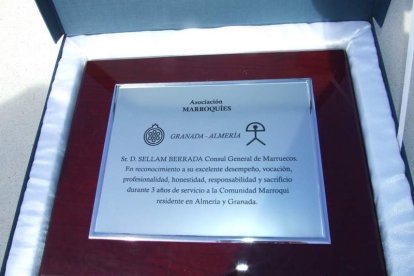 Asociación
MARROQUÍES
GRANADA - ALMERÍA
Sr. D. SELLAM BERRADA Consul General de Marruecos.
En reconocimiento a su excelente desempeño, vocación,
profesionalidad, honestidad, responsabilidad y sacrificio
durante 3 años de servicio a la Comunidad Marroquí
residente en Almería y Granada.